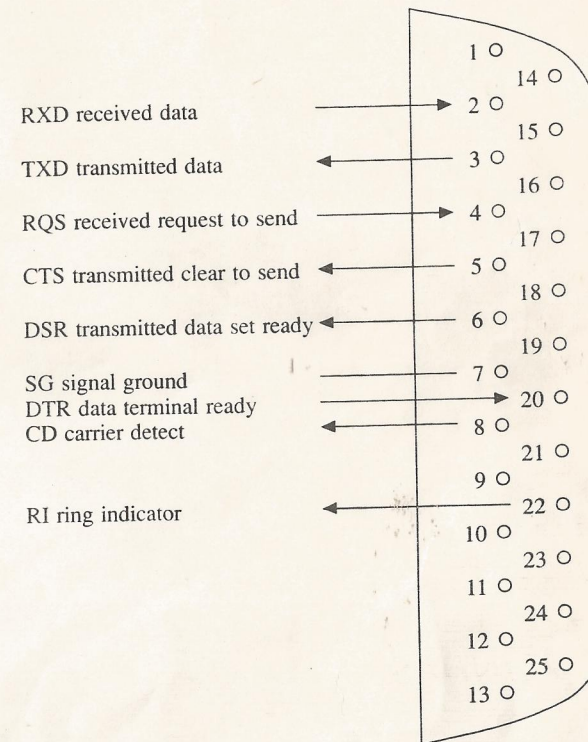 1
14
RXD received data 2
15
TXD transmitted data 3
16
RQS received request to send 4
17
CTS transmitted clear to send 5
18
DSR transmitted data set ready 6
19
SG signal ground 7
DTR data terminal ready 20
CD carrier detect 8
21
9
RI ring indicator 22
10
23
11
24
12
25
13